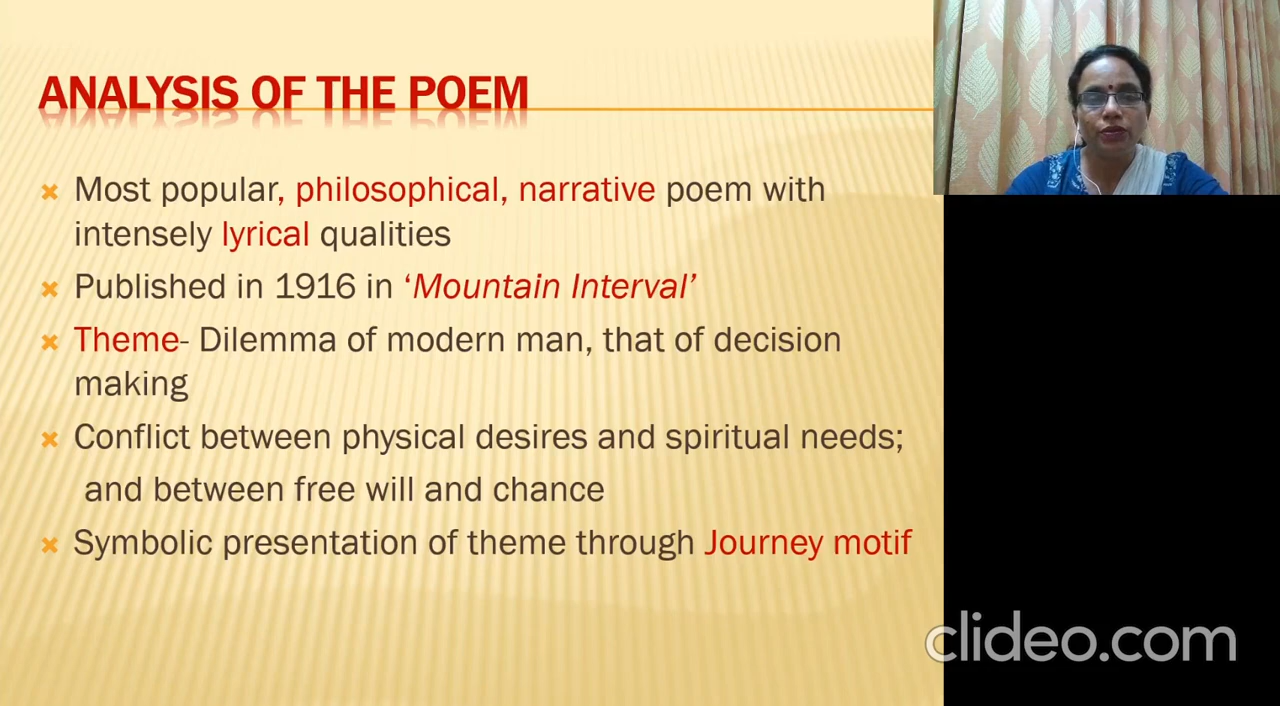 ANALYSIS OF THE POEM
Most popular, philosophical, narrative poem with
intensely lyrical qualities
Published in 1916 in ‘Mountain Interval’
Theme- Dilemma of modern man, that of decision
making
Conflict between physical desires and spiritual needs;
and between free will and chance
Symbolic presentation of theme through Journey motif
clideo.com